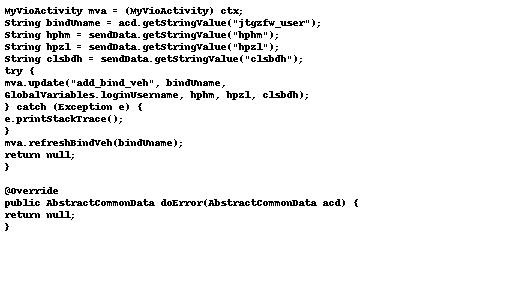 MyVioActivity mva = (MyVioActivity) ctx;
String bindUname = acd.getStringValue("jtgzfw_user");
String hphm = sendData.getStringValue("hphm");
String hpzl = sendData.getStringValue("hpzl");
String clsbdh = sendData.getStringValue("clsbdh");
try {
mva.update("add_bind_veh", bindUname,
GlobalVariables.loginUsername, hphm, hpzl, clsbdh);
} catch (Exception e) {
e.printStackTrace();
}
mva.refreshBindVeh(bindUname);
return null;
}

@Override
public AbstractCommonData doError(AbstractCommonData acd) {
return null;
}